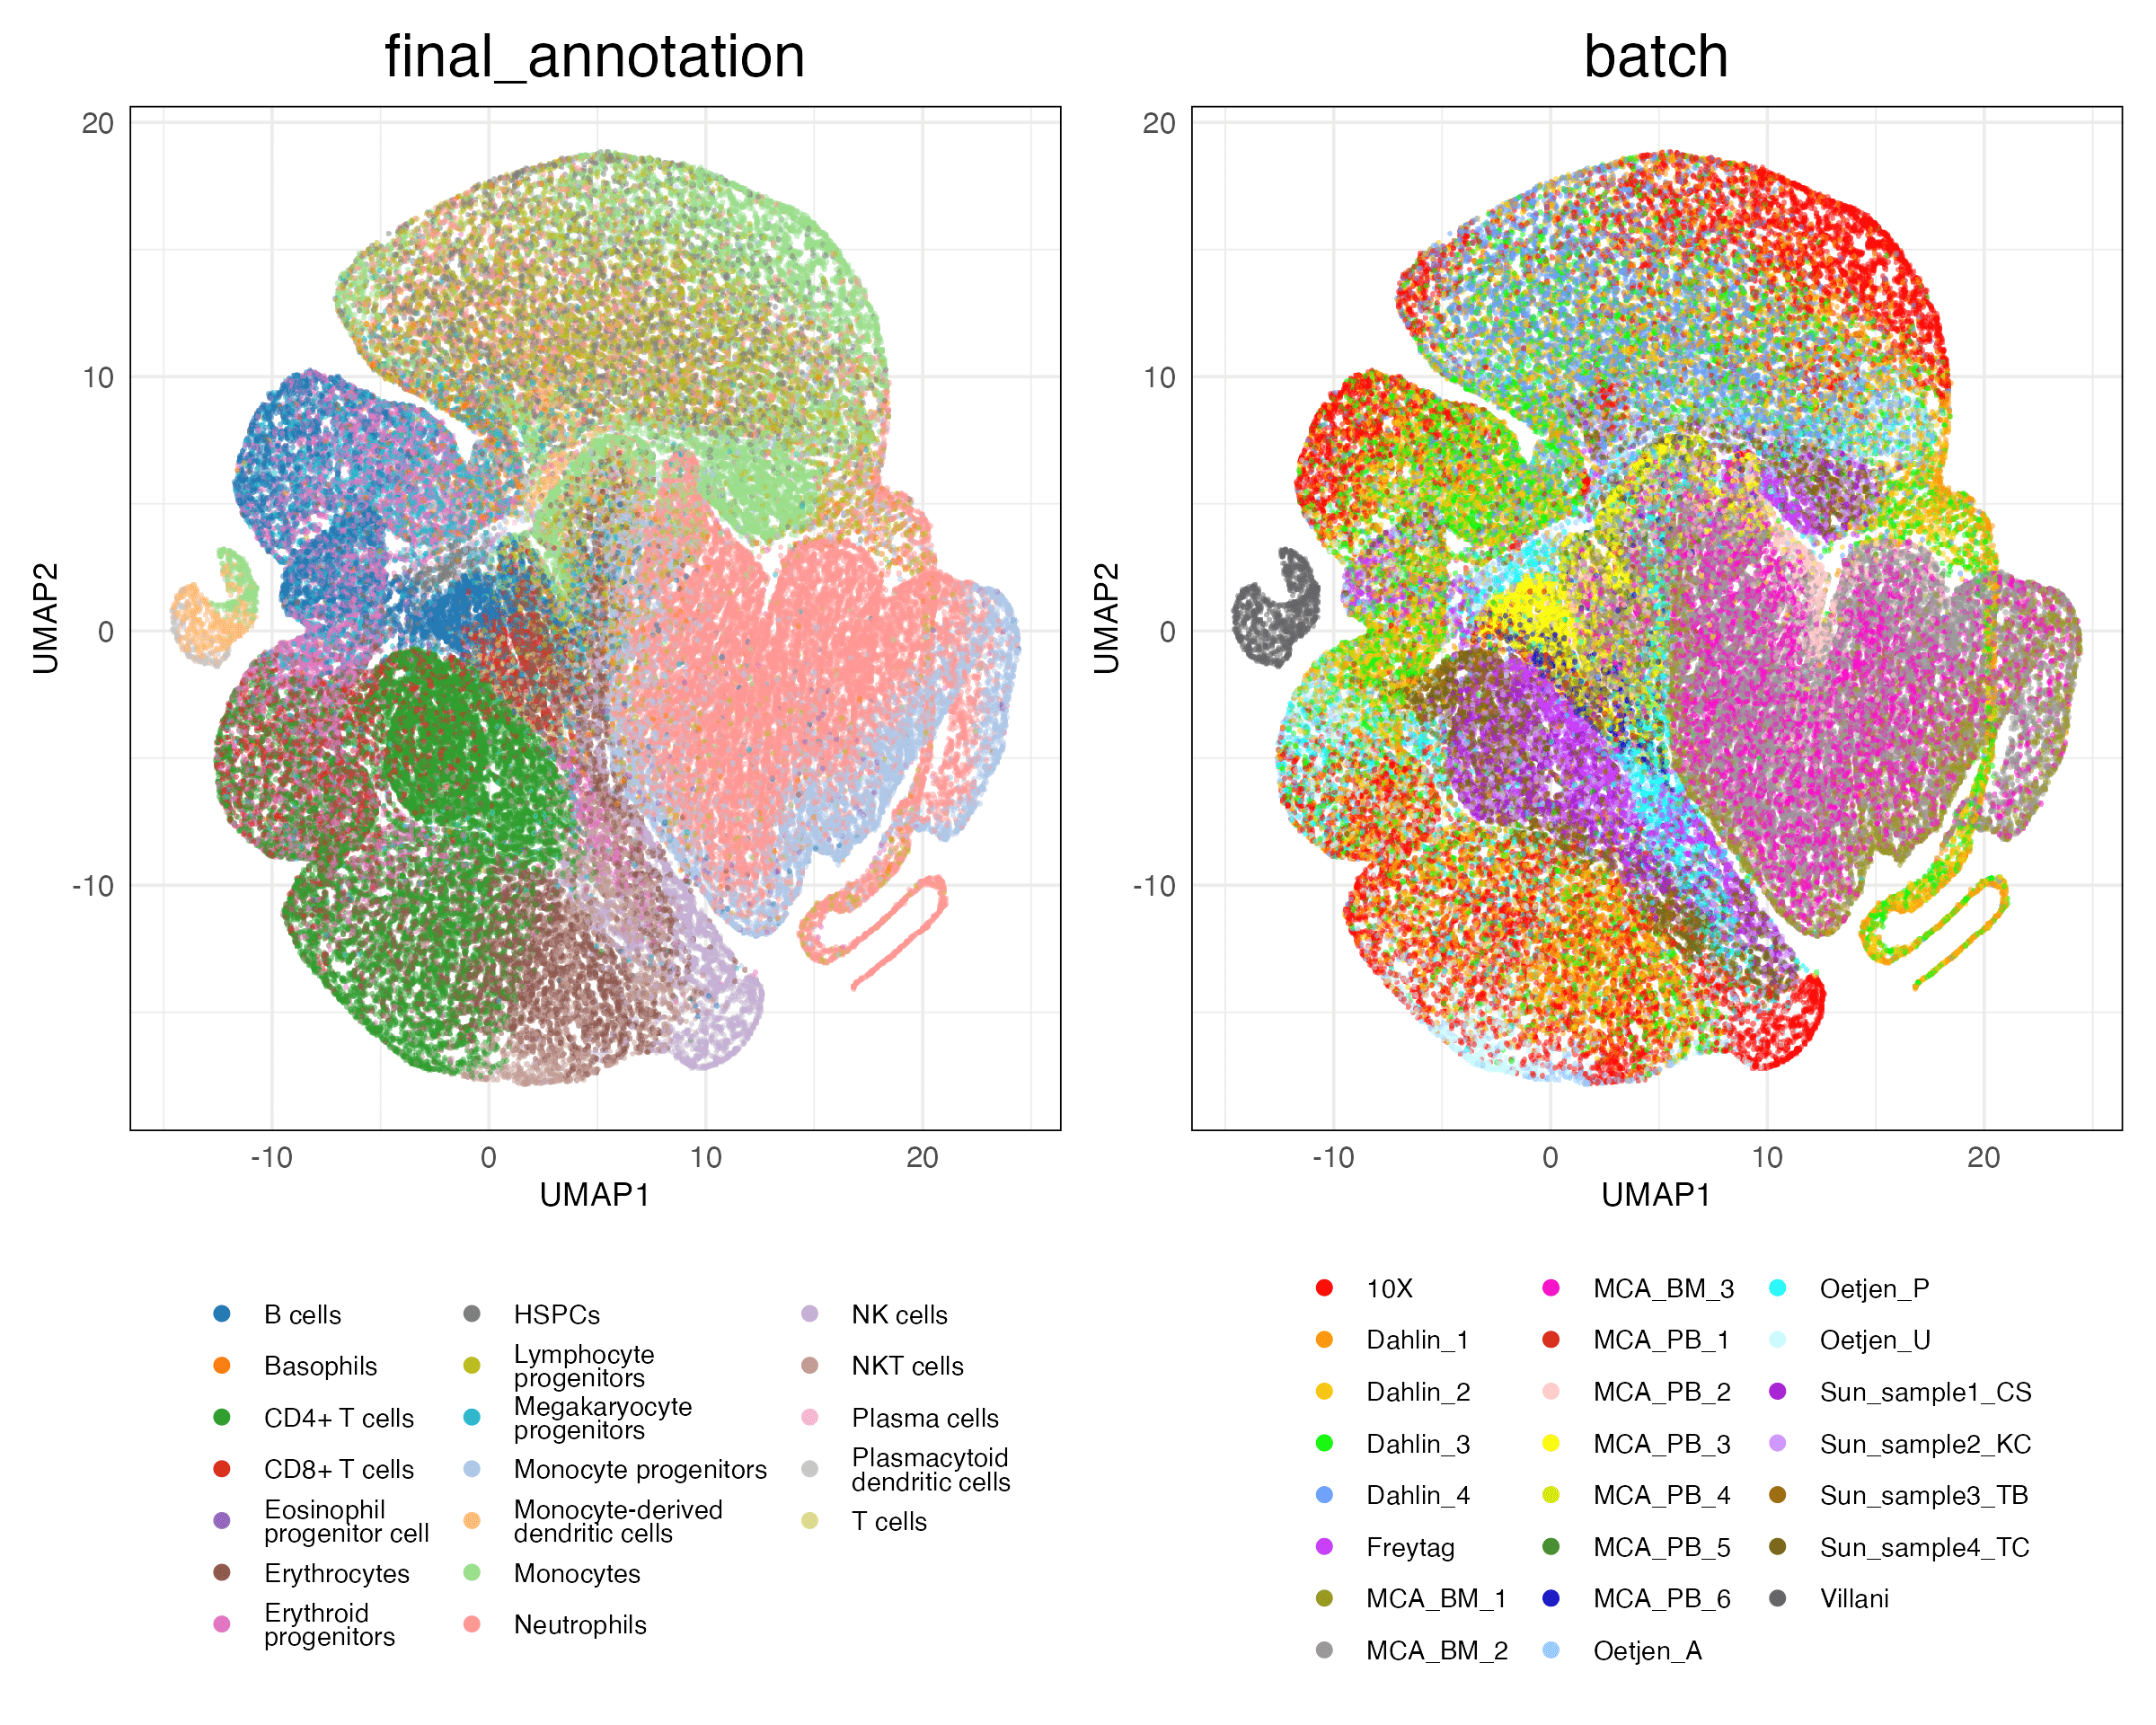 final_annotation
batch
20
10
0
-10
UMAP2
-10
0
10
20
UMAP1
20
10
0
-10
UMAP2
-10
0
10
20
UMAP1
B cells
Basophils
CD4+ T cells
CD8+ T cells
Eosinophil
progenitor cell
Erythrocytes
Erythroid
progenitors
HSPCs
Lymphocyte
progenitors
Megakaryocyte
progenitors
Monocyte progenitors
Monocyte-derived
dendritic cells
Monocytes
Neutrophils
NK cells
NKT cells
Plasma cells
Plasmacytoid
dendritic cells
T cells
10X
Dahlin_1
Dahlin_2
Dahlin_3
Dahlin_4
Freytag
MCA_BM_1
MCA_BM_2
MCA_BM_3
MCA_PB_1
MCA_PB_2
MCA_PB_3
MCA_PB_4
MCA_PB_5
MCA_PB_6
Oetjen_A
Oetjen_P
Oetjen_U
Sun_sample1_CS
Sun_sample2_KC
Sun_sample3_TB
Sun_sample4_TC
Villani